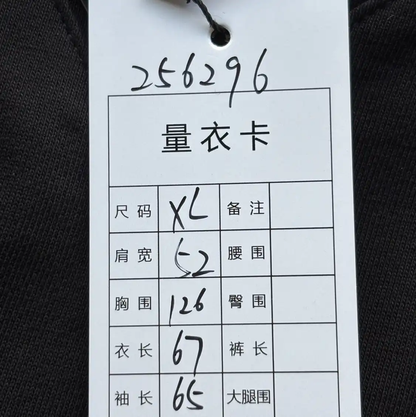 256296
量衣卡
尺码 XL 备注
肩宽 52 腰围
胸围 126 臀围
衣长 67 裤长
袖长 65 大腿围